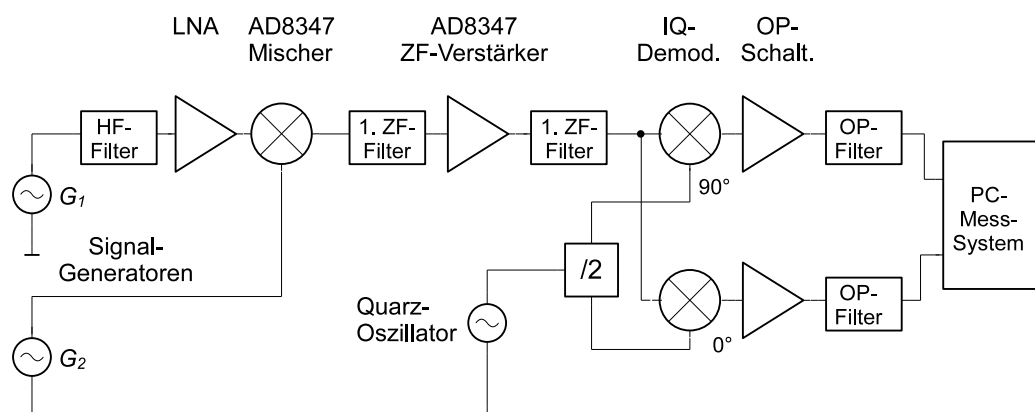 LNA
AD8347
Mischer
AD8347
ZF-Verstärker
IQ-
Demod.
OP-
Schalt.
HF-
Filter
1. ZF-
Filter
1. ZF-
Filter
OP-
Filter
G1
90°
PC-
Mess-
System
Signal-
Generatoren
/2
Quarz-
Oszillator
OP-
Filter
0°
G2